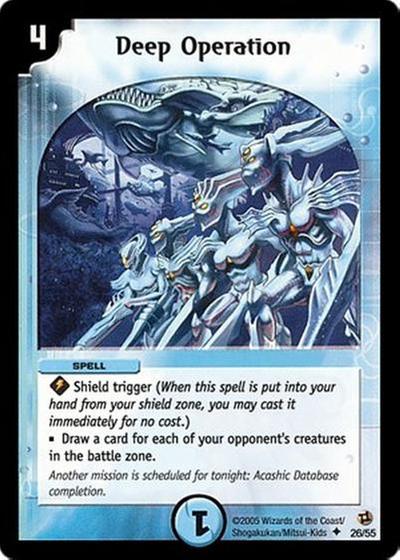 4
Deep Operation
SPELL
Shield trigger (When this spell is put into your
hand from your shield zone, you may cast it
immediately for no cost.)
▪ Draw a card for each of your opponent's creatures
in the battle zone.
Another mission is scheduled for tonight: Acashic Database
completion.
1
©2005 Wizards of the Coast/
Shogakukan/Mitsui-Kids ✦ 26/55